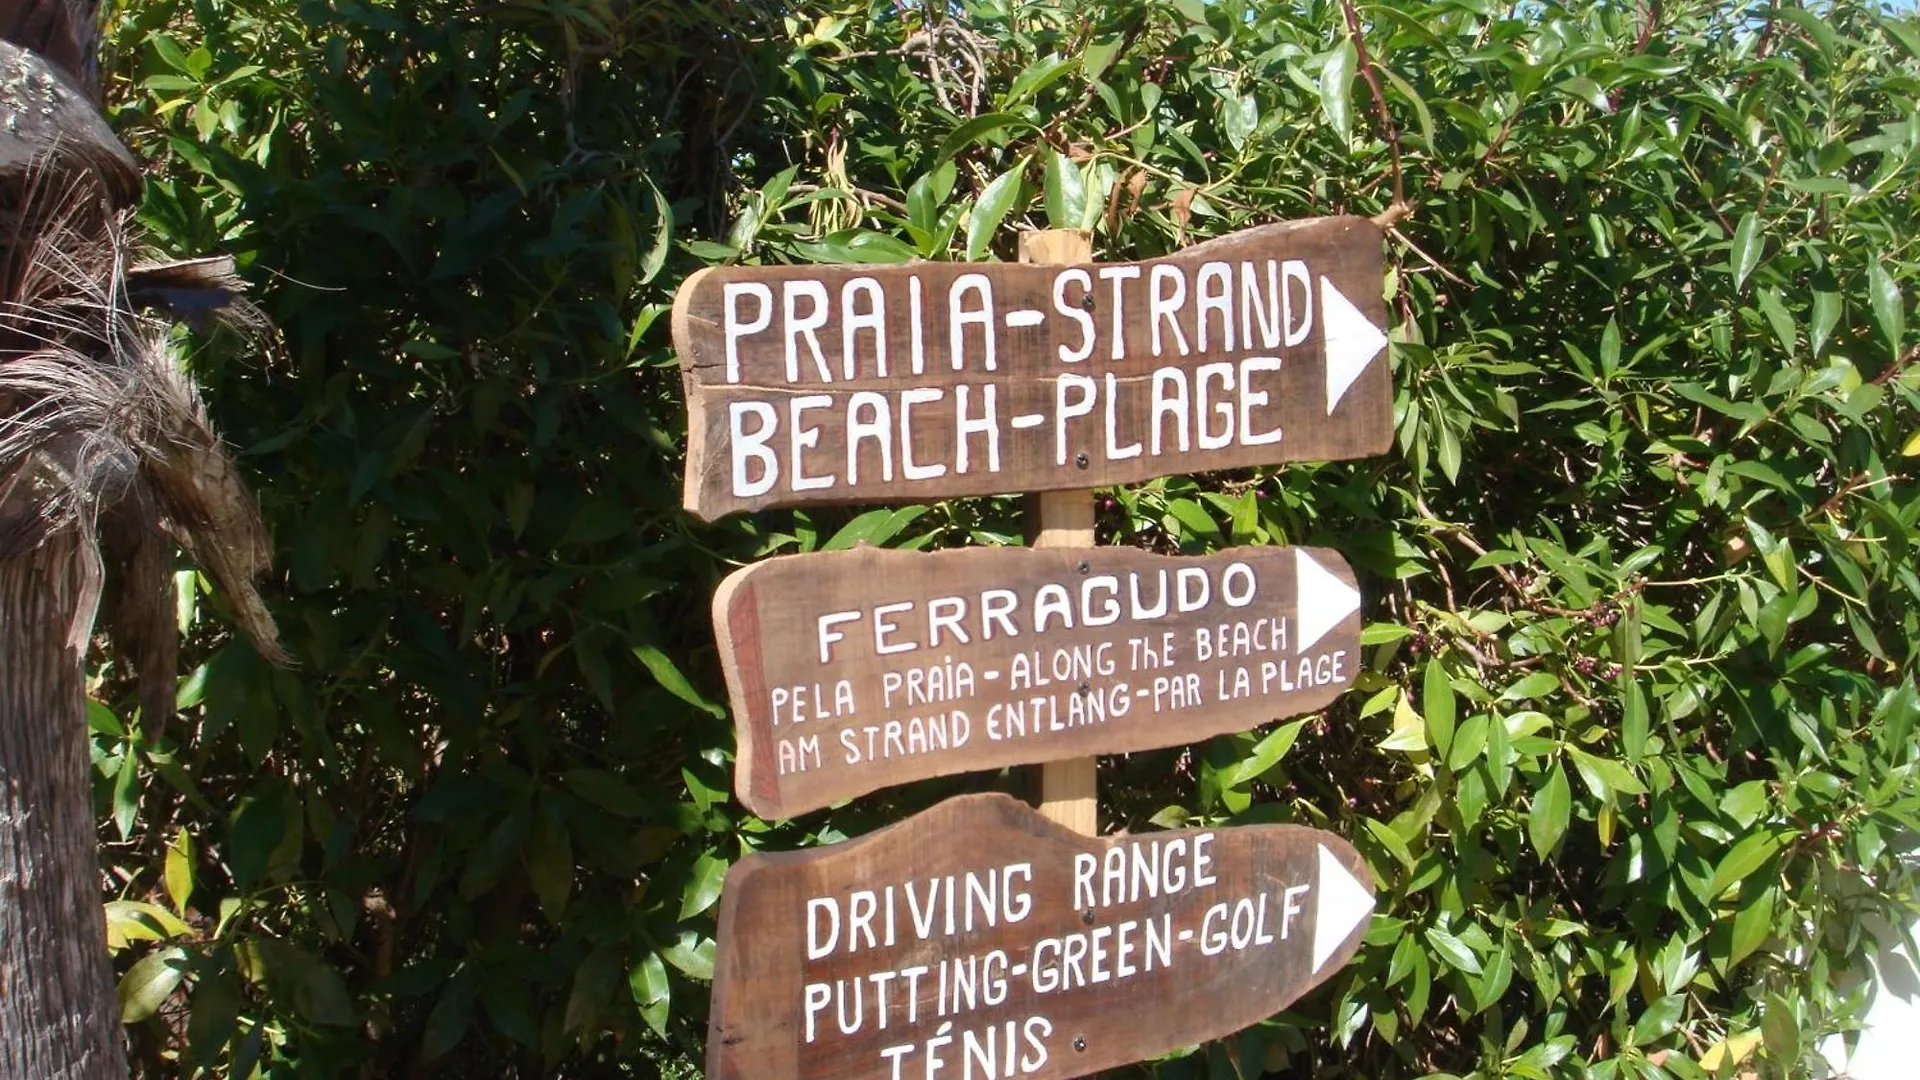 PRAIA-STRAND
BEACH-PLAGE
FERRAGUDO
PELA PRAiA-ALONG ThE BEACH
AM STRAND ENTLANG-PAR LA PLAGE
DRIVING RANGE
PUTTING-GREEN-GOLF
TÉNIS